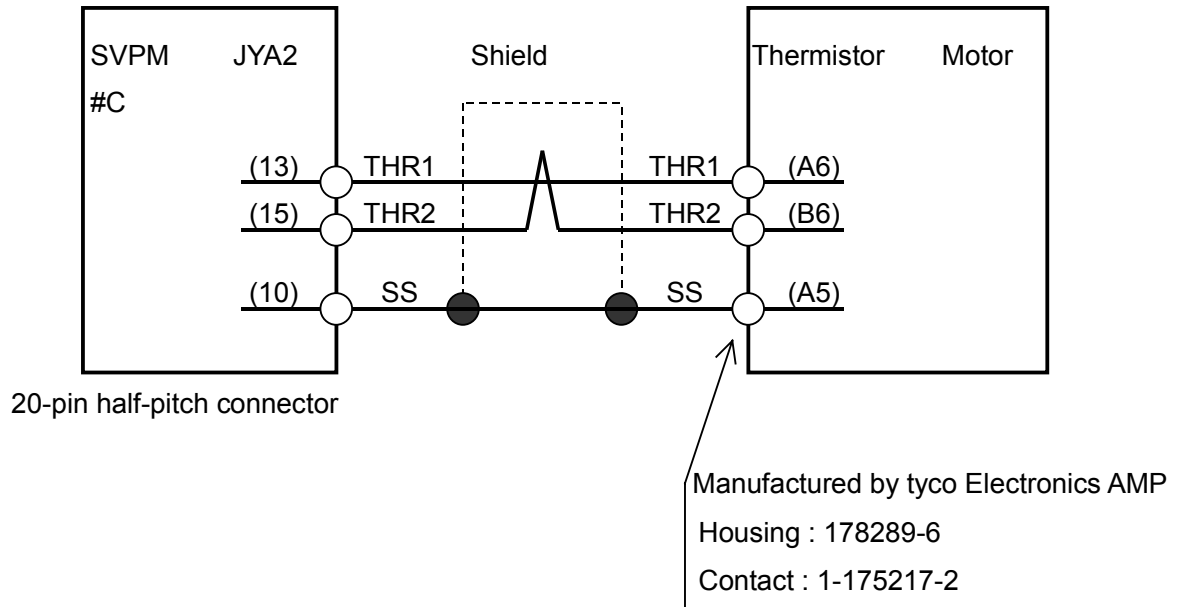 SVPM JYA2 Shield Thermistor Motor
#C
(13) THR1 THR1 (A6)
(15) THR2 THR2 (B6)
(10) SS SS (A5)
20-pin half-pitch connector
Manufactured by tyco Electronics AMP
Housing : 178289-6
Contact : 1-175217-2